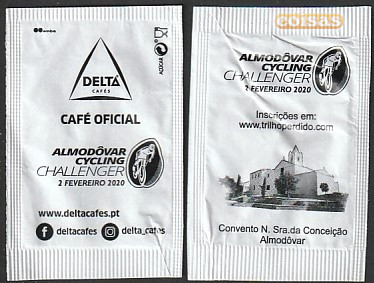 DELTA
CAFÉS
AÇÚCAR
CAFÉ OFICIAL
ALMODÔVAR
CYCLING
CHALLENGER
2 FEVEREIRO 2020
www.deltacafes.pt
deltacafes
delta_cafes
coisas
ALMODÔVAR
CYCLING
CHALLENGER
2 FEVEREIRO 2020
Inscrições em:
www.trilhoperdido.com
Convento N. Sra.da Conceição
Almodôvar